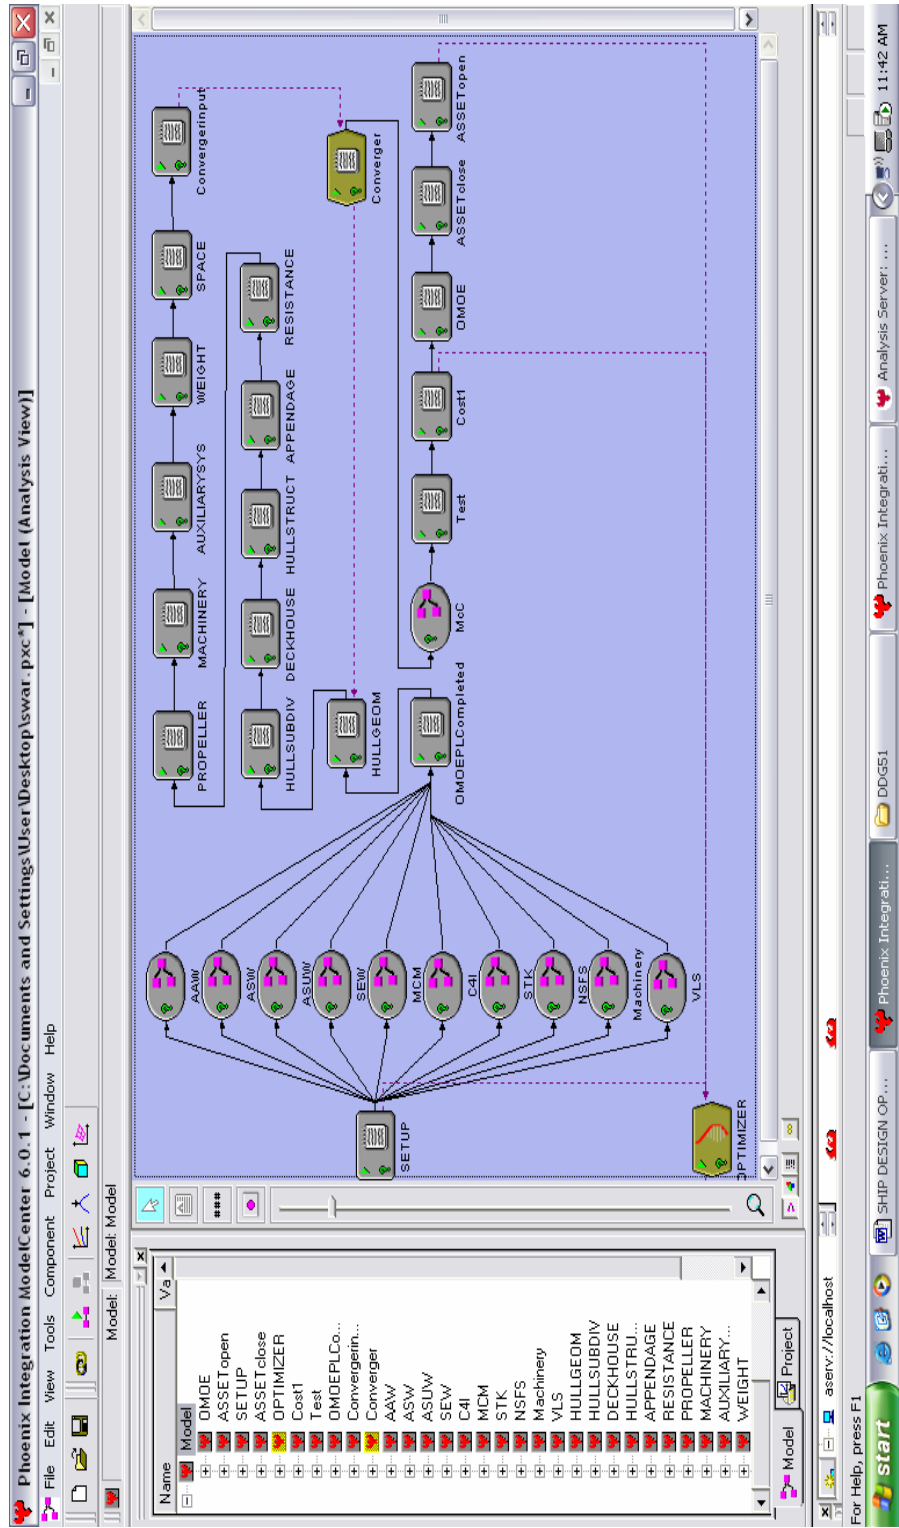 Phoenix Integration ModelCenter 6.0.1 - [C:\Documents and Settings\User\Desktop\swar.pxc*] - [Model (Analysis View)]
File Edit View Tools Component Project Window Help
Model: Model: Model
Name Va
Model
OMOE
ASSETopen
SETUP
ASSETclose
OPTIMIZER
Cost1
Test
OMOEPLCo...
Convergerin...
Converger
AAW
ASW
ASUW
SEW
C4I
MCM
STK
NSFS
Machinery
VLS
HULLGEOM
HULLSUBDIV
DECKHOUSE
HULLSTRU...
APPENDAGE
RESISTANCE
PROPELLER
MACHINERY
AUXILIARY...
WEIGHT
Model Project
###
PROPELLER MACHINERY AUXILIARYSYS WEIGHT SPACE Convergerinput
HULLSUBDIV DECKHOUSE HULLSTRUCT APPENDAGE RESISTANCE
HULLGEOM Converger
SETUP
AAW
ASW
ASUW
SEW
MCM
C4I
STK
NSFS
Machinery
VLS
OMOEPLCompleted MoC Test Cost1 OMOE ASSETclose ASSETopen
OPTIMIZER
aserv://localhost
For Help, press F1
start SHIP DESIGN OP... Phoenix Integrati... DDG51 Phoenix Integrati... Analysis Server: ... 11:42 AM